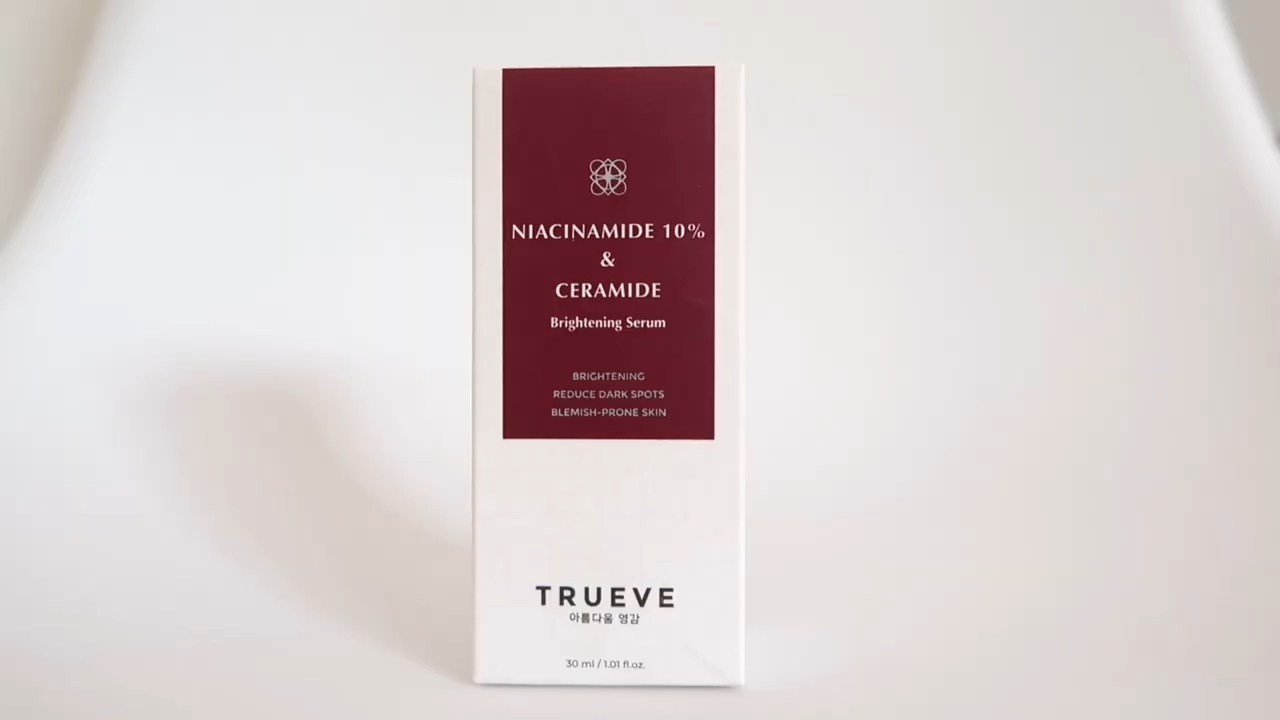 NIACINAMIDE 10%
&
CERAMIDE
Brightening Serum
BRIGHTENING
REDUCE DARK SPOTS
BLEMISH-PRONE SKIN
TRUEVE
아름다움 영감
30 ml / 1.01 fl.oz.